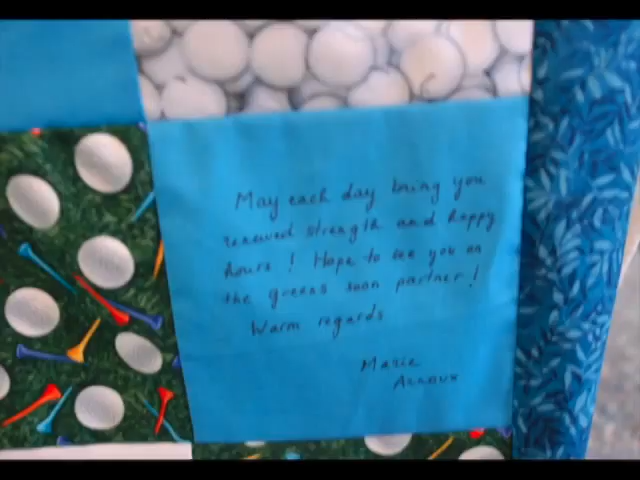 May each day bring you
renewed strength and happy
hours! Hope to see you on
the greens soon partner!
Warm regards
Marie
Arnoux